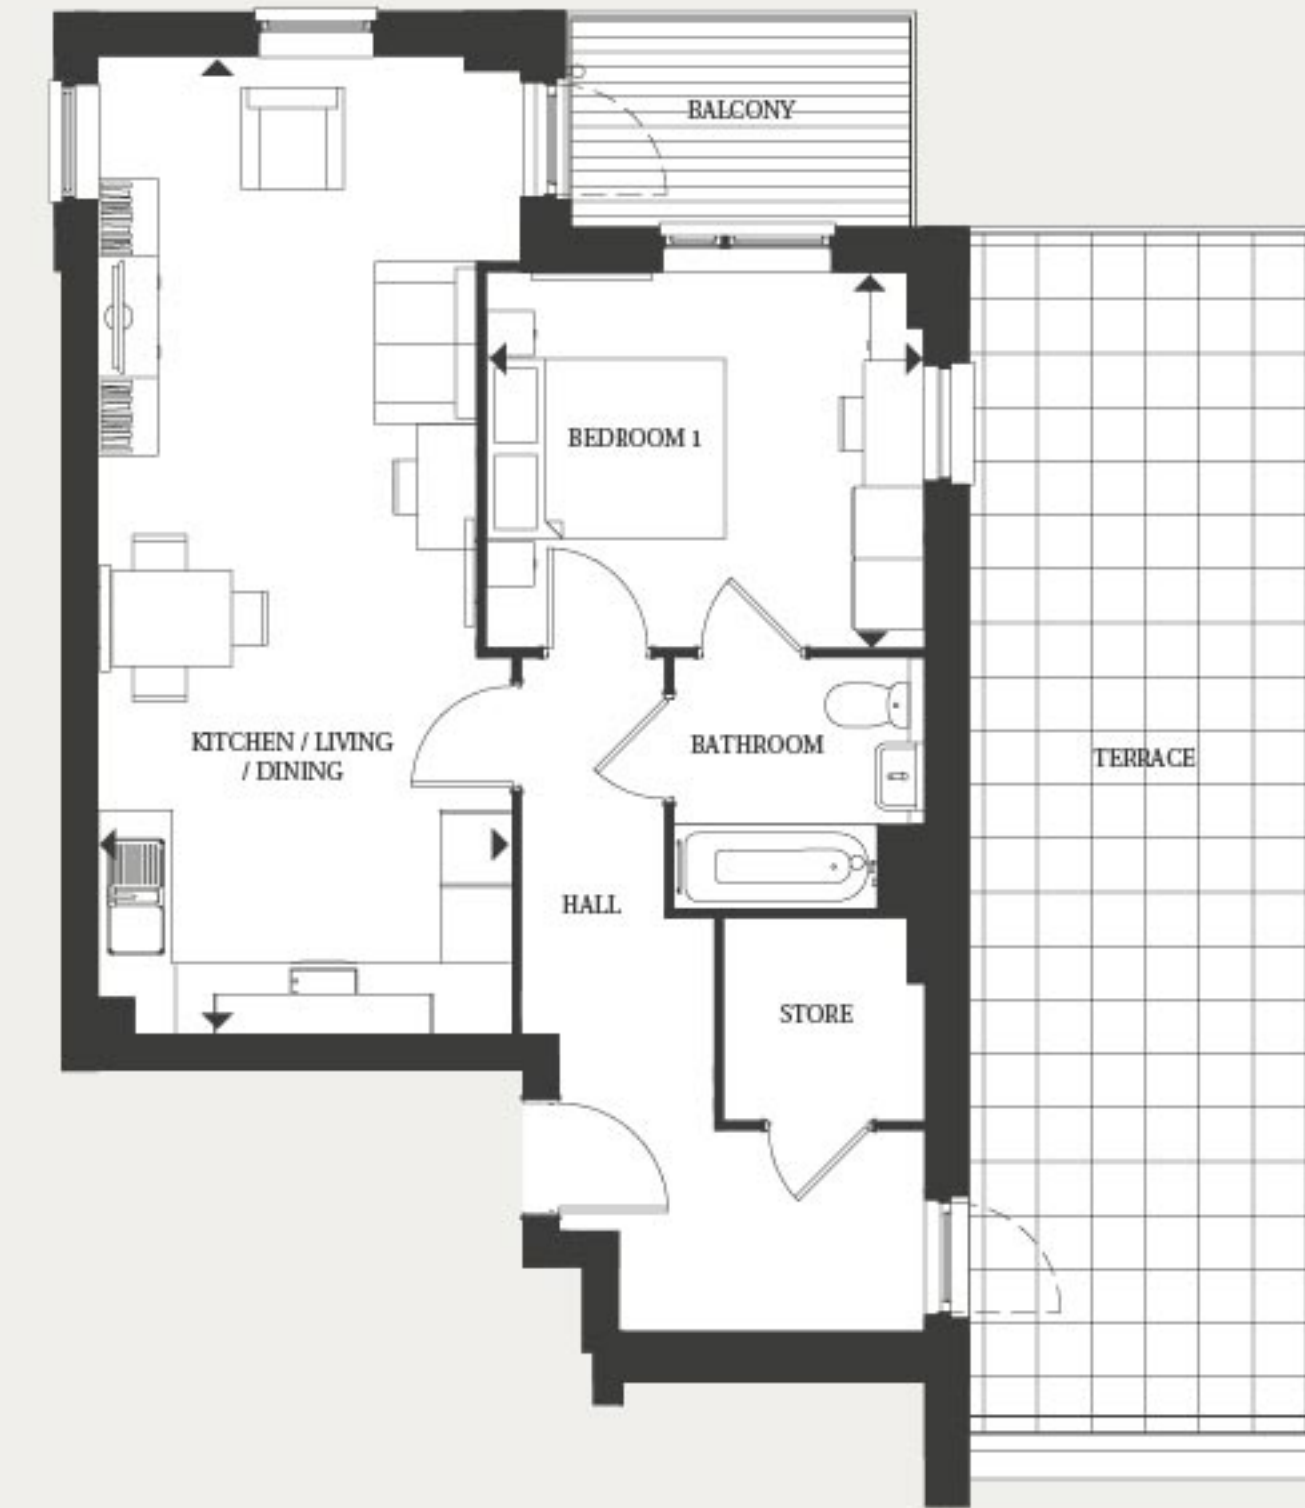 BALCONY
BEDROOM 1
KITCHEN / LIVING
/ DINING
BATHROOM
TERRACE
HALL
STORE